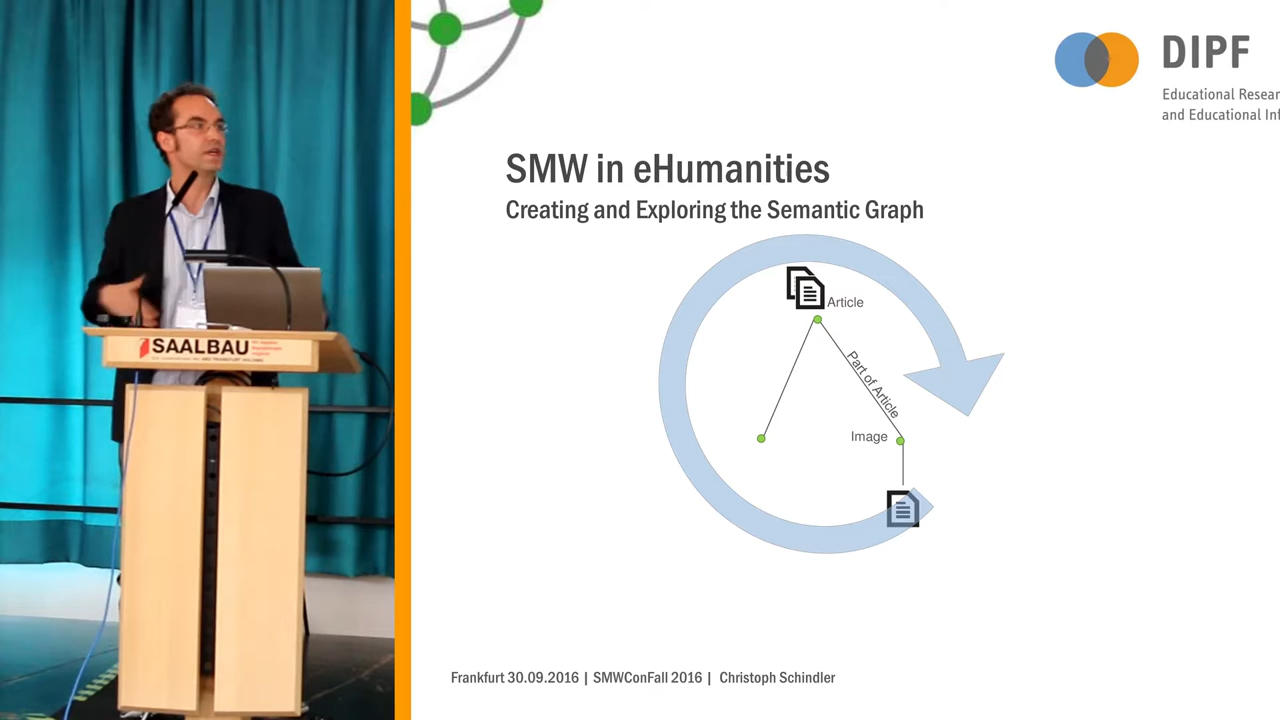 DIPF
Educational Resear
and Educational Inf
SMW in eHumanities
Creating and Exploring the Semantic Graph
Article
Part of Article
Image
SAALBAU
Frankfurt 30.09.2016 | SMWConFall 2016 | Christoph Schindler